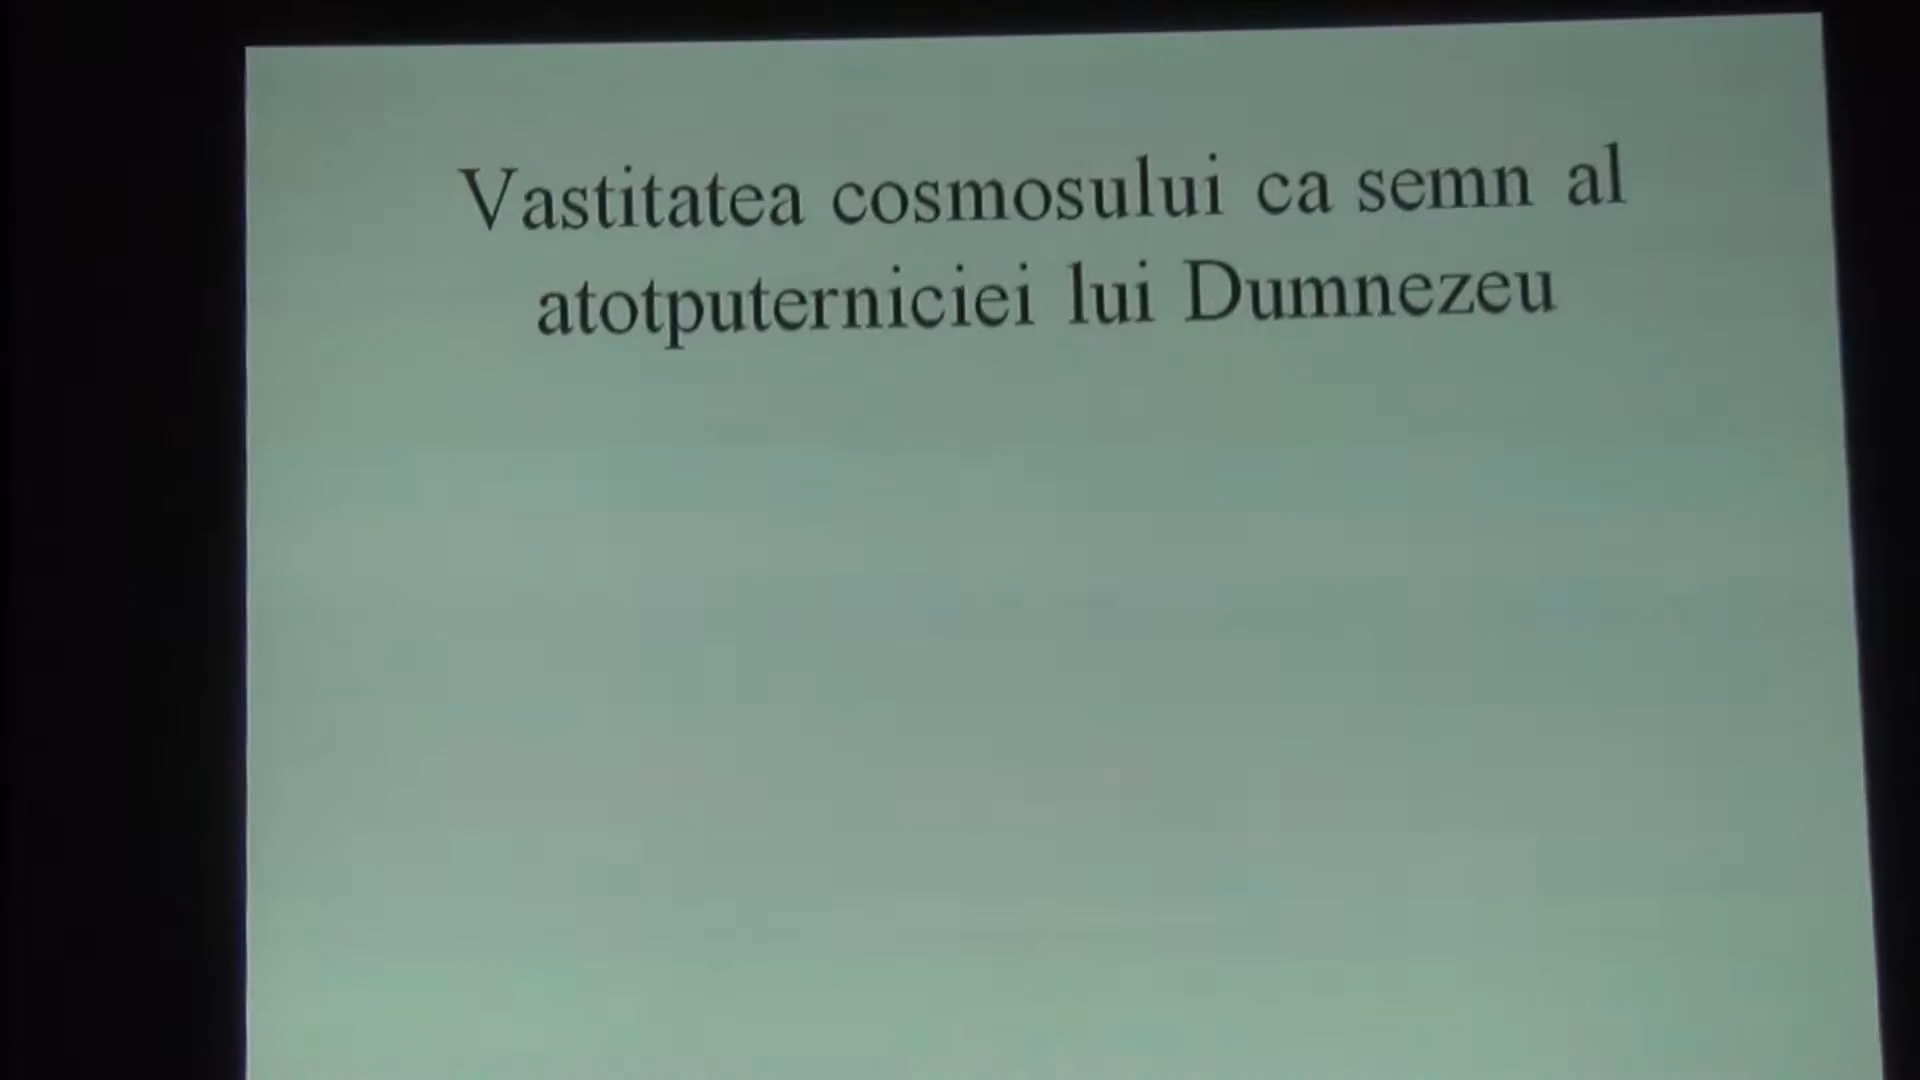 Vastitatea cosmosului ca semn al
atotputerniciei lui Dumnezeu